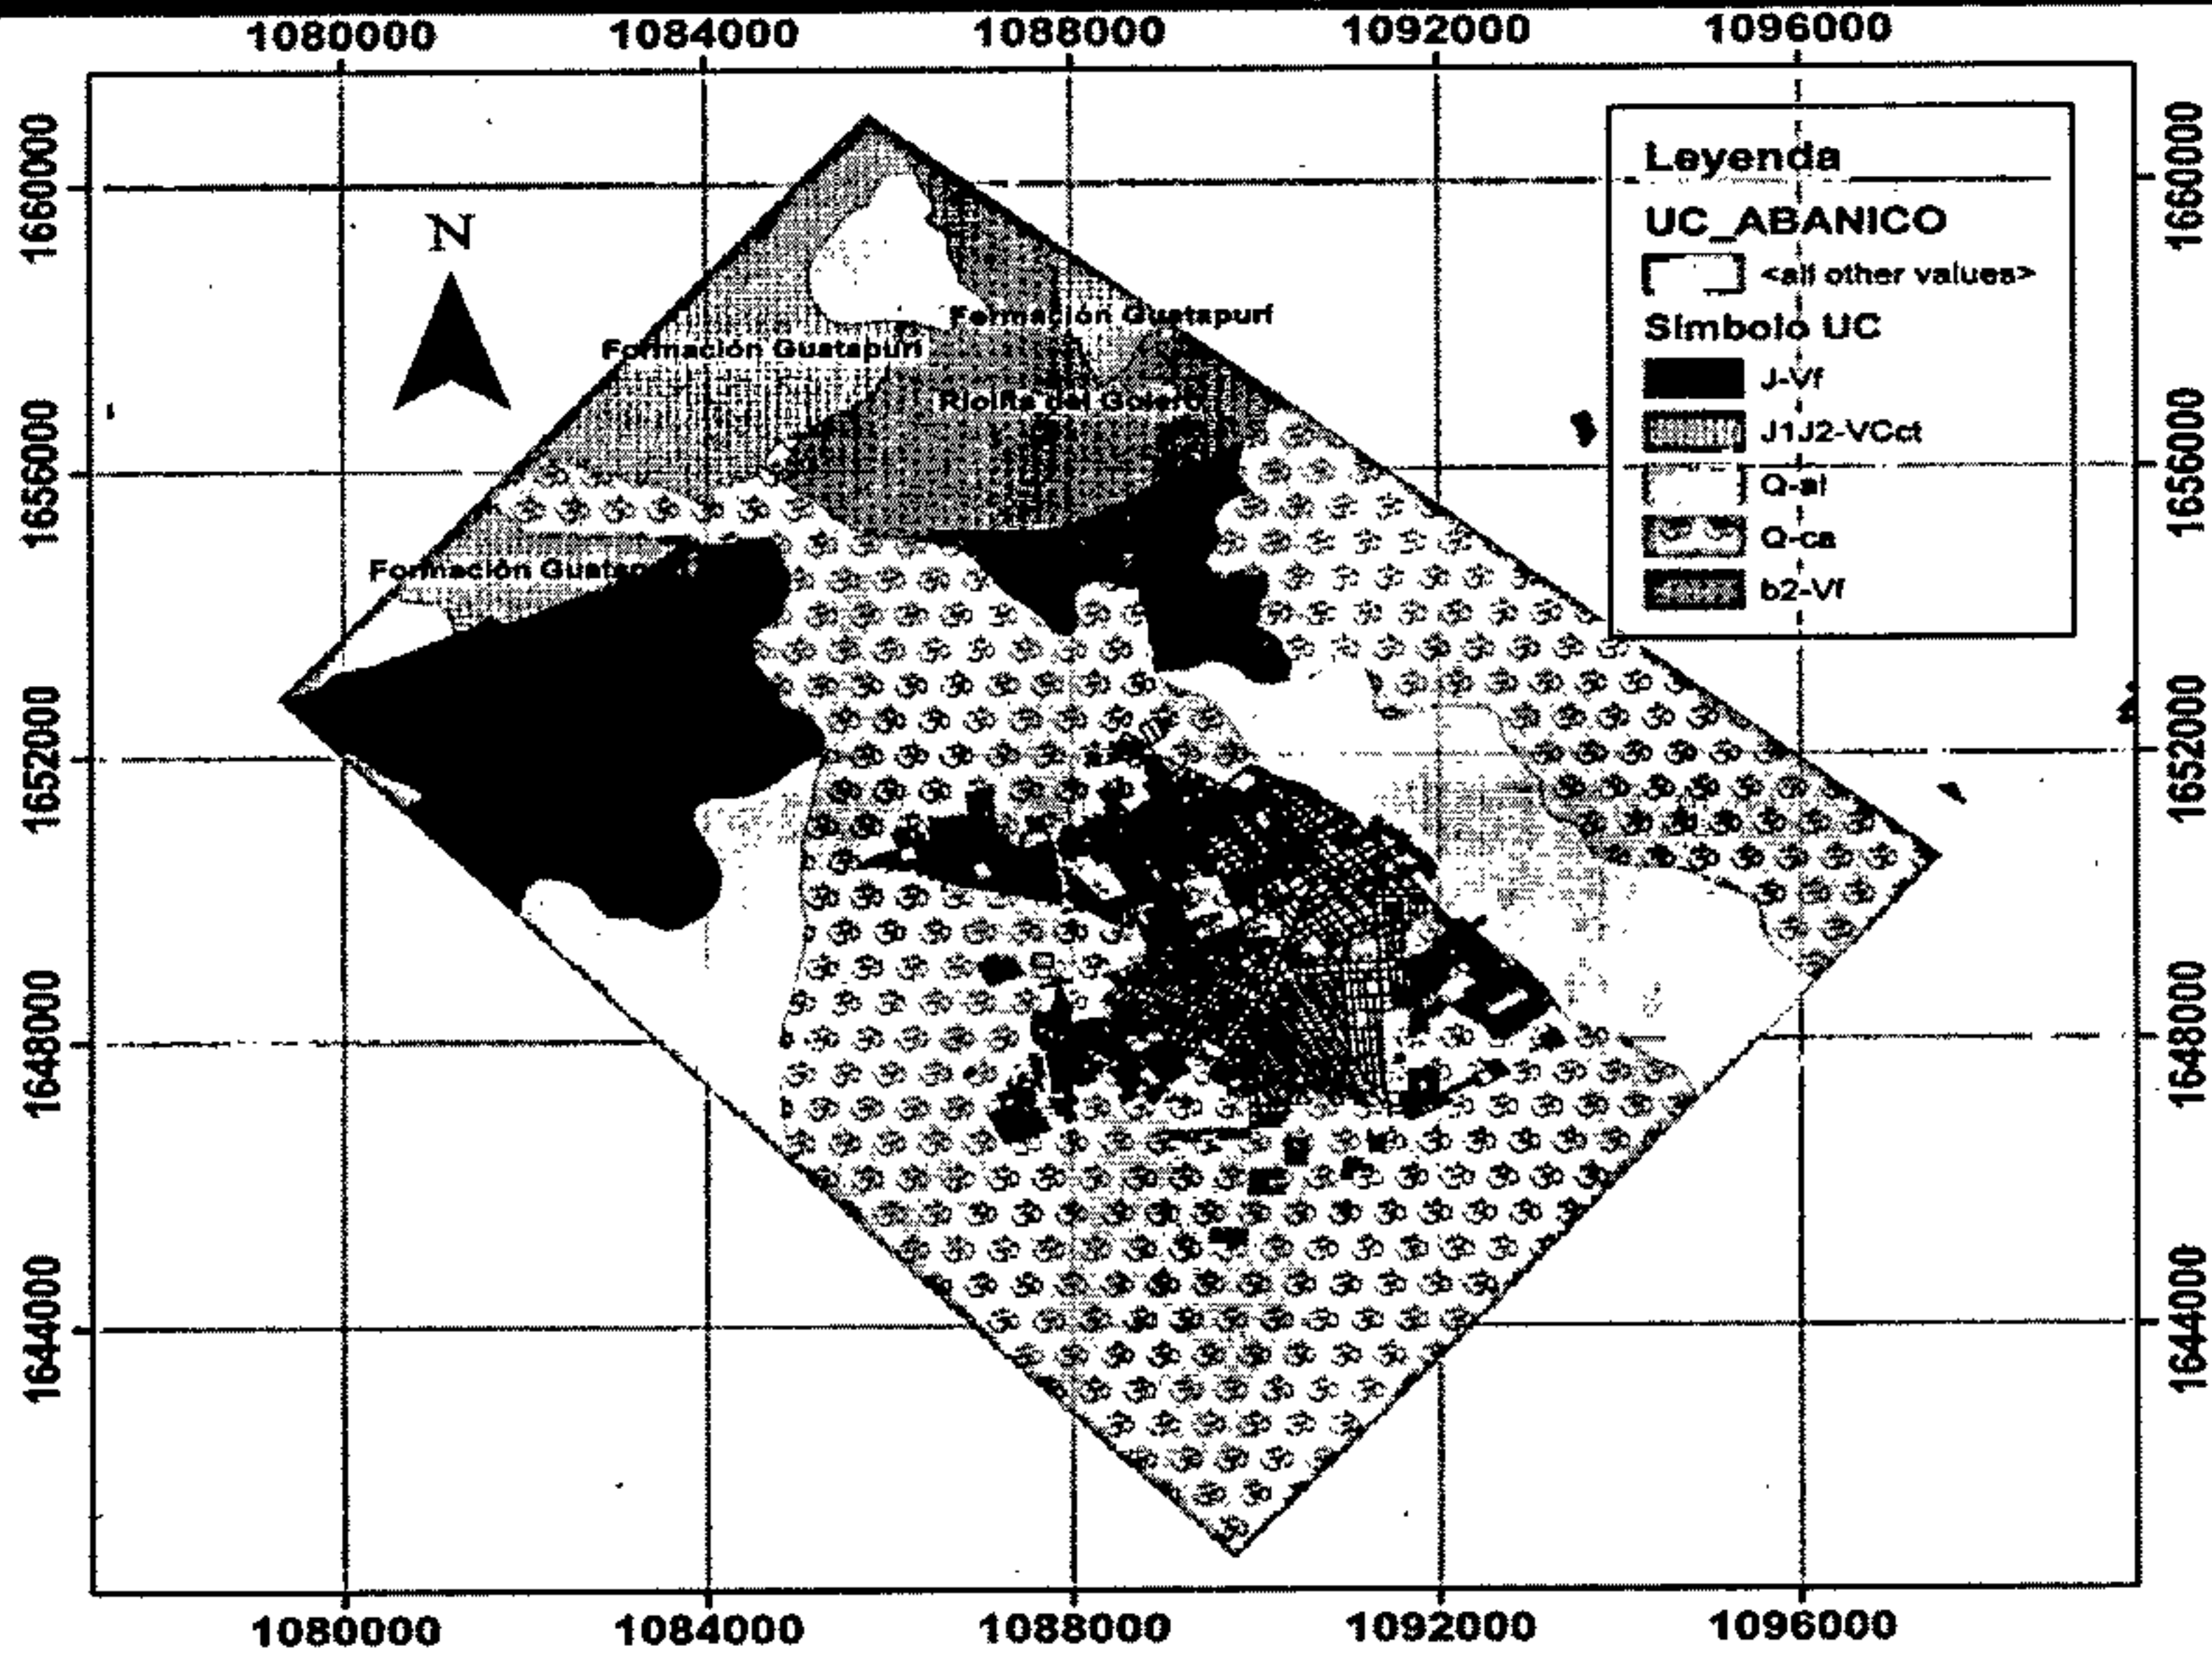 1080000 1084000 1088000 1092000 1096000
1660000
1656000
1652000
1648000
1644000
N
Leyenda
UC_ABANICO
<all other values>
Simbolo UC
J-Vf
J1J2-VCct
Q-al
Q-ca
b2-Vf
Formación Guatapurí
Formación Guatapurí
Riolita del Golero
Formación
1660000
1656000
1652000
1648000
1644000
1080000 1084000 1088000 1092000 1096000